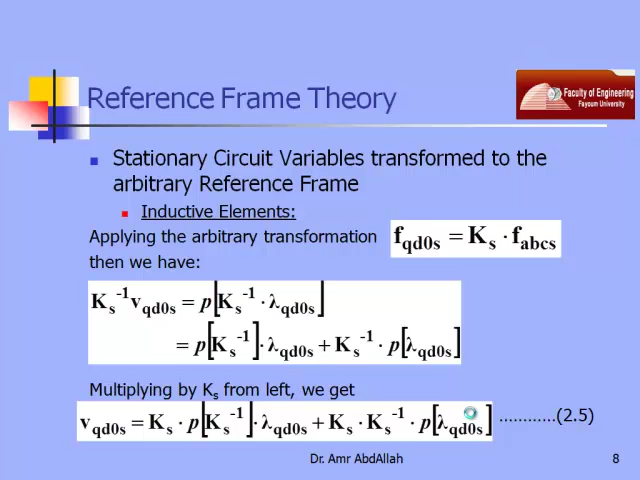 Reference Frame Theory
Faculty of Engineering
Fayoum University
Stationary Circuit Variables transformed to the
arbitrary Reference Frame
Inductive Elements:
Applying the arbitrary transformation
f_qd0s = K_s · f_abcs
then we have:
K_s^-1 v_qd0s = p[K_s^-1 · λ_qd0s]
= p[K_s^-1] · λ_qd0s + K_s^-1 · p[λ_qd0s]
Multiplying by K_s from left, we get
v_qd0s = K_s · p[K_s^-1] · λ_qd0s + K_s · K_s^-1 · p[λ_qd0s] …………(2.5)
Dr. Amr AbdAllah
8